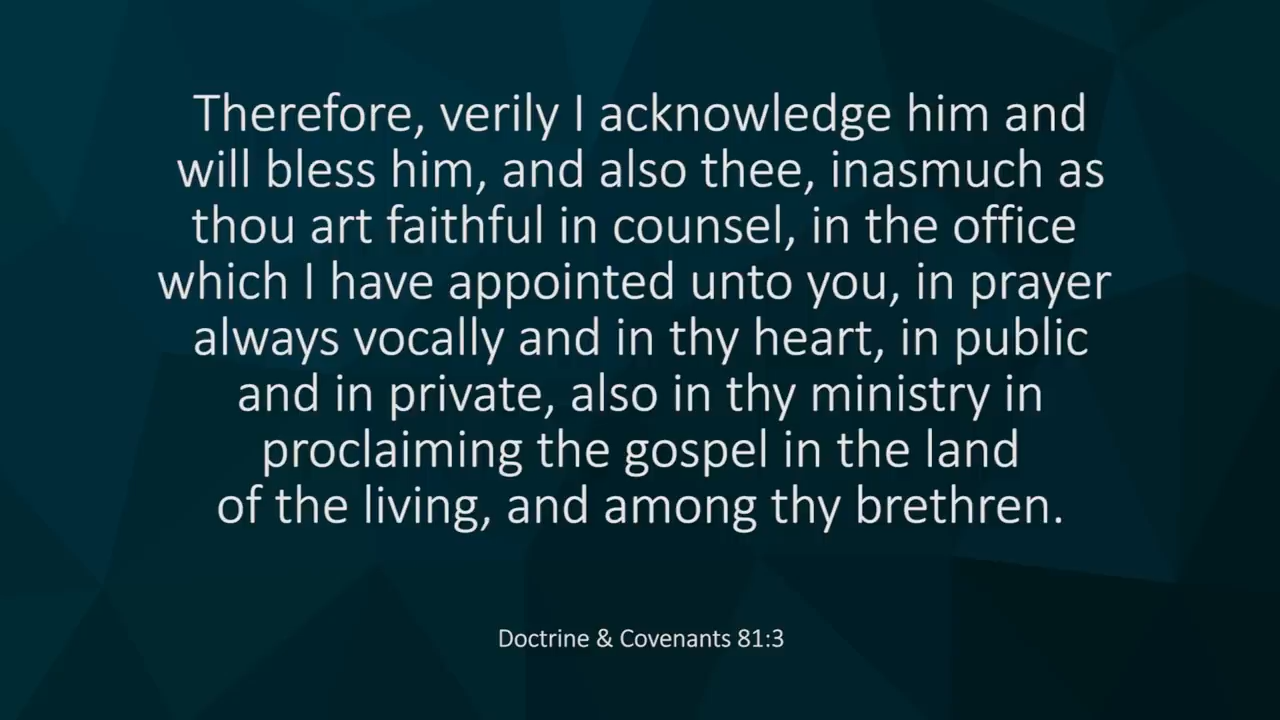 Therefore, verily I acknowledge him and
will bless him, and also thee, inasmuch as
thou art faithful in counsel, in the office
which I have appointed unto you, in prayer
always vocally and in thy heart, in public
and in private, also in thy ministry in
proclaiming the gospel in the land
of the living, and among thy brethren.
Doctrine & Covenants 81:3